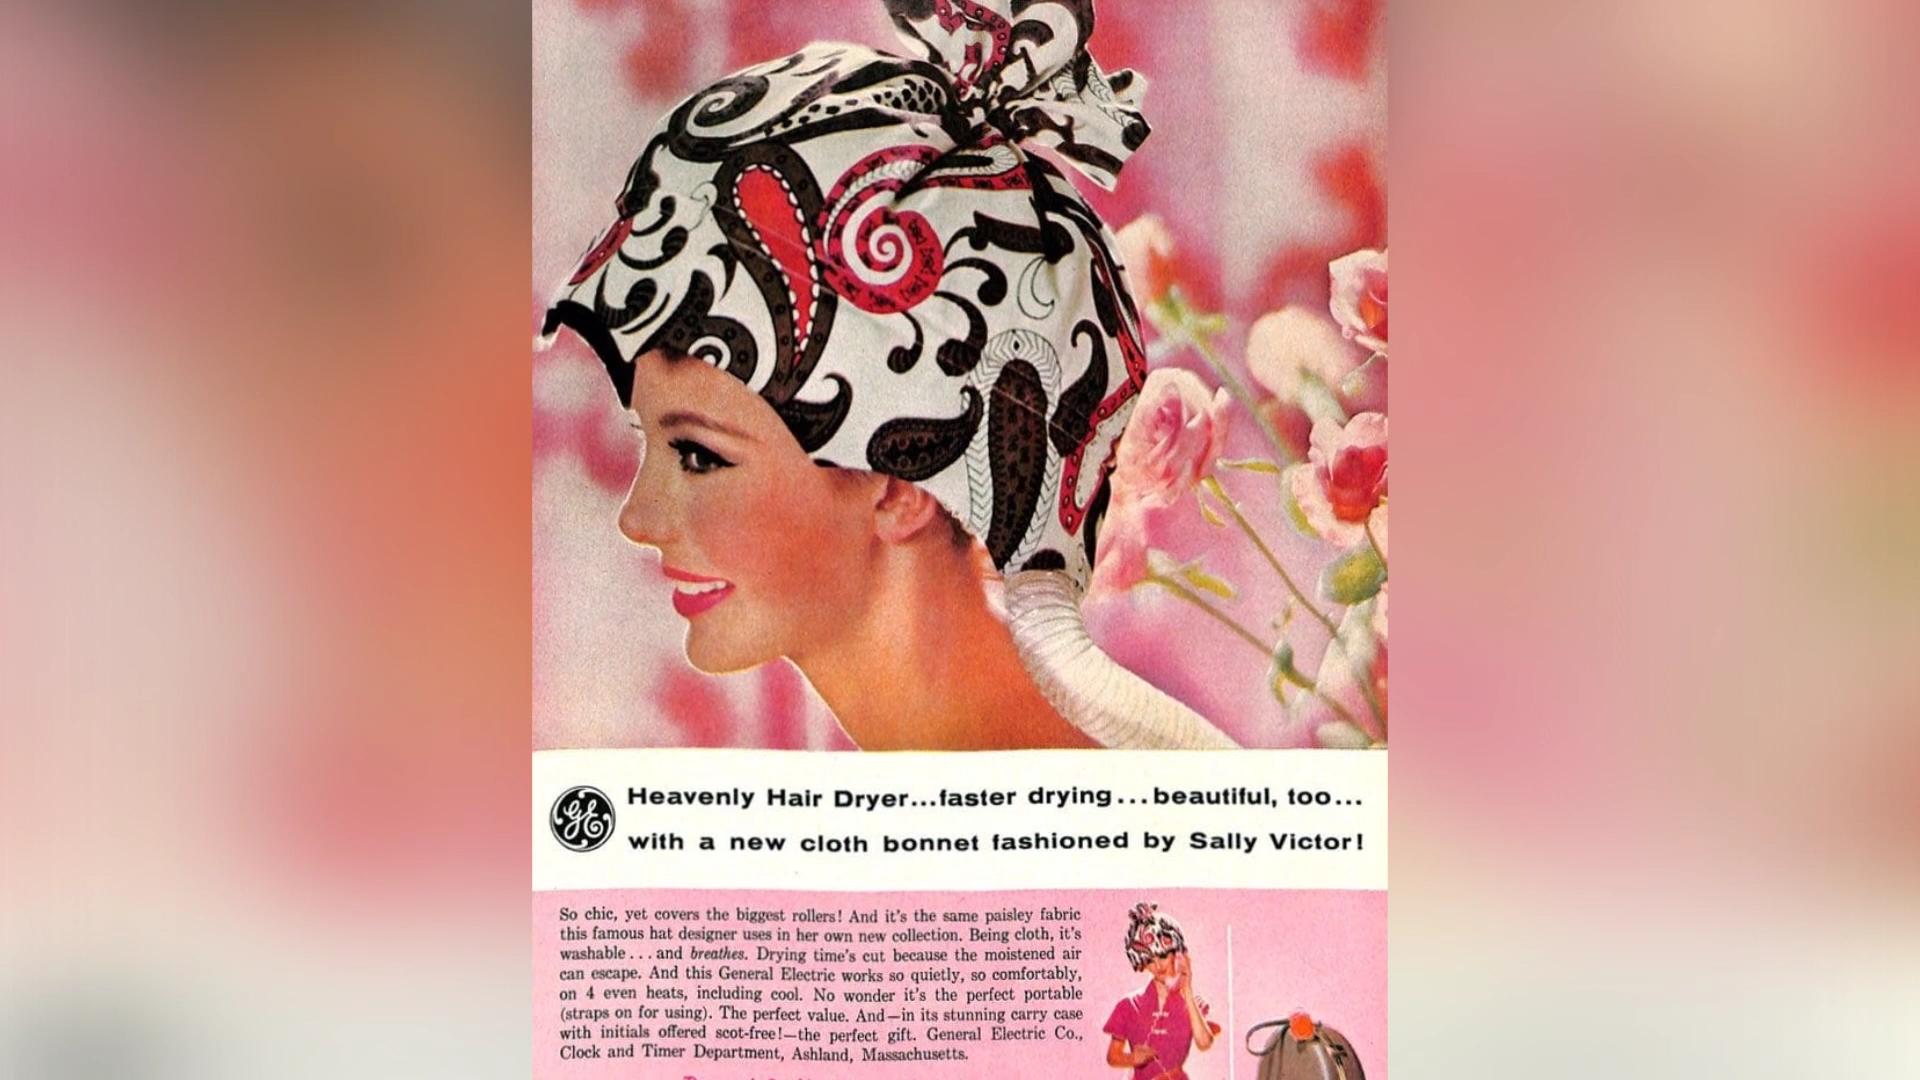 GE
Heavenly Hair Dryer...faster drying...beautiful, too...
with a new cloth bonnet fashioned by Sally Victor!
So chic, yet covers the biggest rollers! And it's the same paisley fabric
this famous hat designer uses in her own new collection. Being cloth, it's
washable...and breathes. Drying time's cut because the moistened air
can escape. And this General Electric works so quietly, so comfortably,
on 4 even heats, including cool. No wonder it's the perfect portable
(straps on for using). The perfect value. And—in its stunning carry case
with initials offered scot-free!—the perfect gift. General Electric Co.,
Clock and Timer Department, Ashland, Massachusetts.